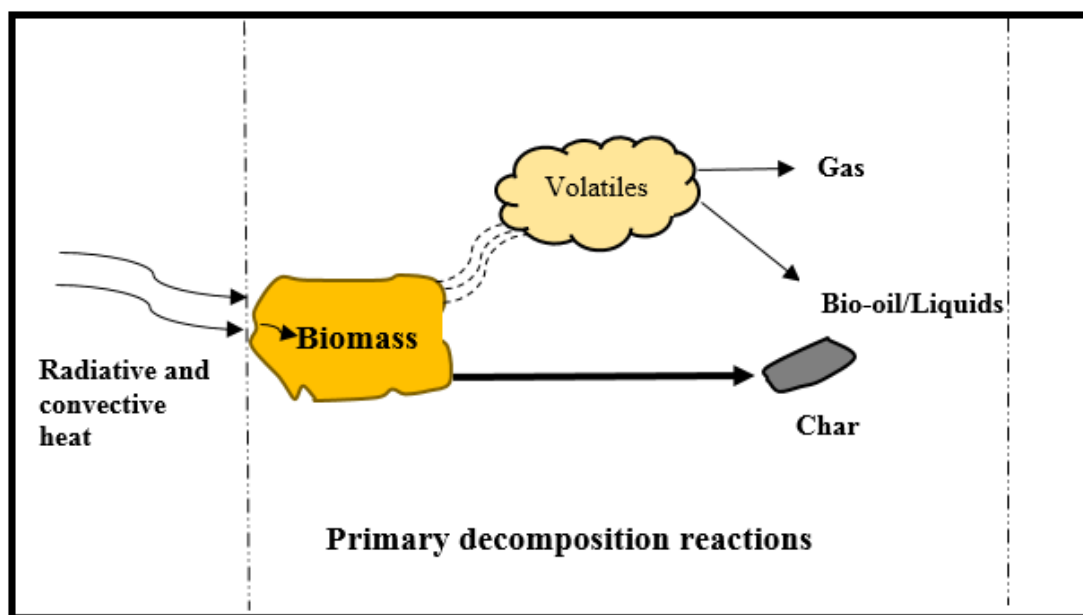 Volatiles
Gas
Biomass
Bio-oil/Liquids
Radiative and
convective
heat
Char
Primary decomposition reactions